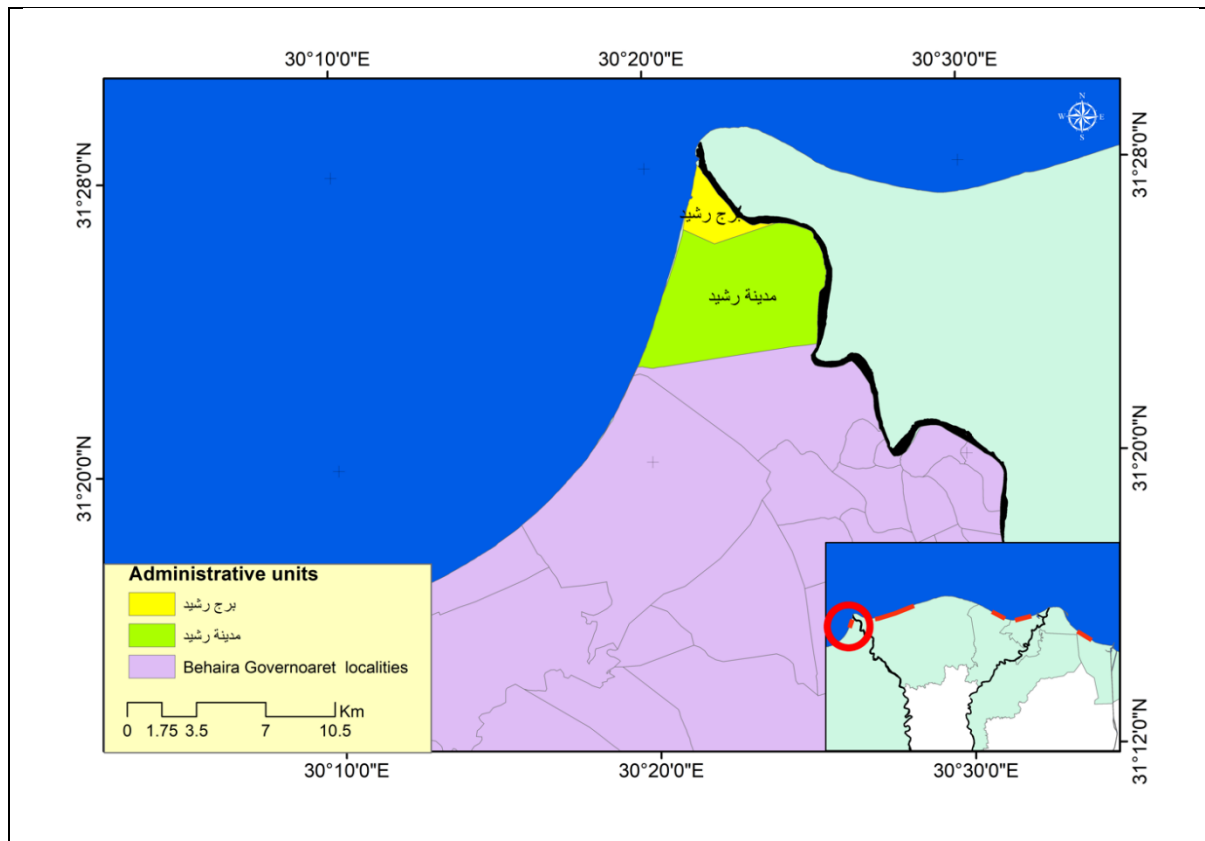 30°10'0"E 30°20'0"E 30°30'0"E
N
W E
S
31°28'0"N 31°28'0"N
برج رشيد
مدينة رشيد
31°20'0"N 31°20'0"N
Administrative units
برج رشيد
مدينة رشيد
Behaira Governoaret localities
Km
0 1.75 3.5 7 10.5
31°12'0"N
30°10'0"E 30°20'0"E 30°30'0"E